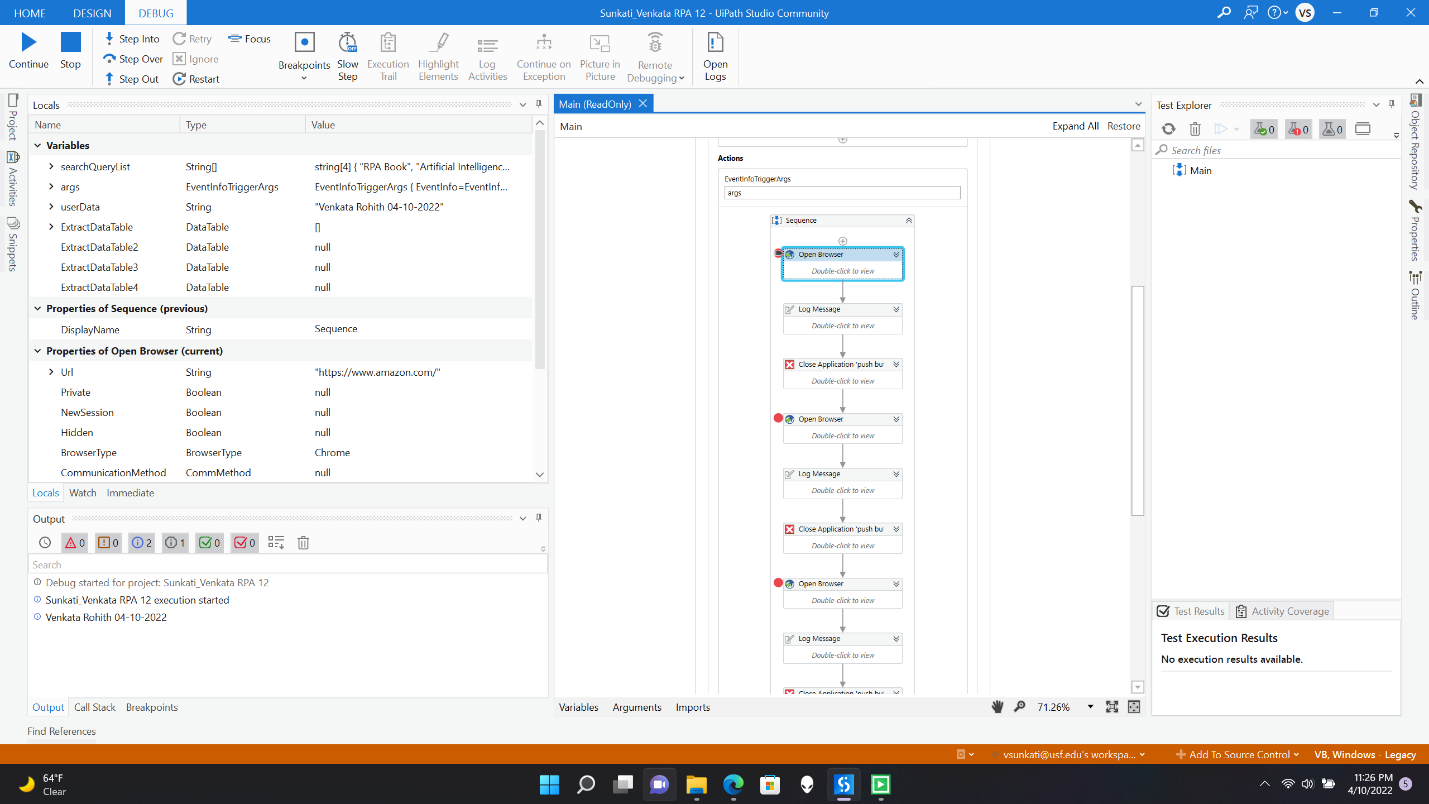 HOME DESIGN DEBUG Sunkati_Venkata RPA 12 - UiPath Studio Community VS
Continue Stop Step Into Step Over Step Out Retry Ignore Restart Focus Breakpoints Slow Step Execution Trail Highlight Elements Log Activities Continue on Exception Picture in Picture Remote Debugging Open Logs
Project
Activities
Snippets
Locals
Name Type Value
Variables
searchQueryList String[] string[4] { "RPA Book", "Artificial Intelligenc...
args EventInfoTriggerArgs EventInfoTriggerArgs { EventInfo=EventInf...
userData String "Venkata Rohith 04-10-2022"
ExtractDataTable DataTable []
ExtractDataTable2 DataTable null
ExtractDataTable3 DataTable null
ExtractDataTable4 DataTable null
Properties of Sequence (previous)
DisplayName String Sequence
Properties of Open Browser (current)
Url String "https://www.amazon.com/"
Private Boolean null
NewSession Boolean null
Hidden Boolean null
BrowserType BrowserType Chrome
CommunicationMethod CommMethod null
Locals Watch Immediate
Output
0 0 2 1 0 0
Search
Debug started for project: Sunkati_Venkata RPA 12
Sunkati_Venkata RPA 12 execution started
Venkata Rohith 04-10-2022
Output Call Stack Breakpoints
Find References
Main (ReadOnly)
Main Expand All Restore
Actions
EventInfoTriggerArgs
args
Sequence
Open Browser
Double-click to view
Log Message
Double-click to view
Close Application 'push bu
Double-click to view
Open Browser
Double-click to view
Log Message
Double-click to view
Close Application 'push bu
Double-click to view
Open Browser
Double-click to view
Log Message
Double-click to view
Close Application 'push bu
Variables Arguments Imports 71.26%
Test Explorer
0 0 0
Search files
Main
Test Results Activity Coverage
Test Execution Results
No execution results available.
Object Repository
Properties
Outline
vsunkati@usf.edu's workspa... Add To Source Control VB, Windows - Legacy
64°F
Clear
11:26 PM
4/10/2022
5